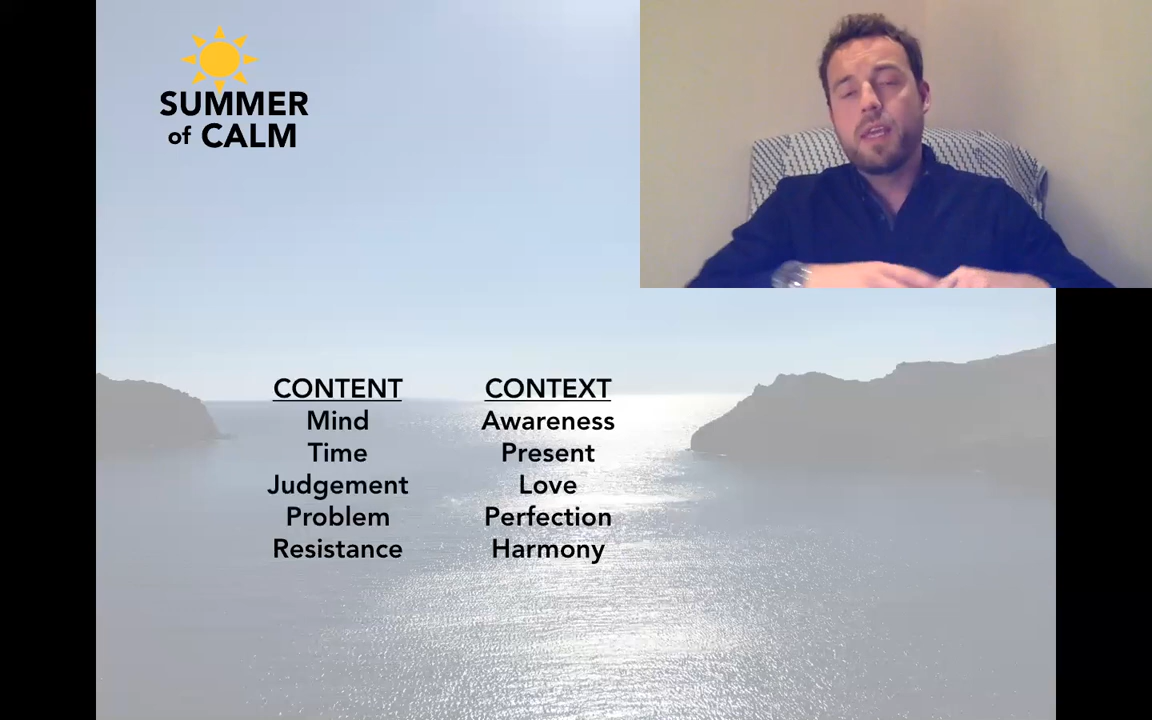 SUMMER
of CALM
CONTENT CONTEXT
Mind Awareness
Time Present
Judgement Love
Problem Perfection
Resistance Harmony